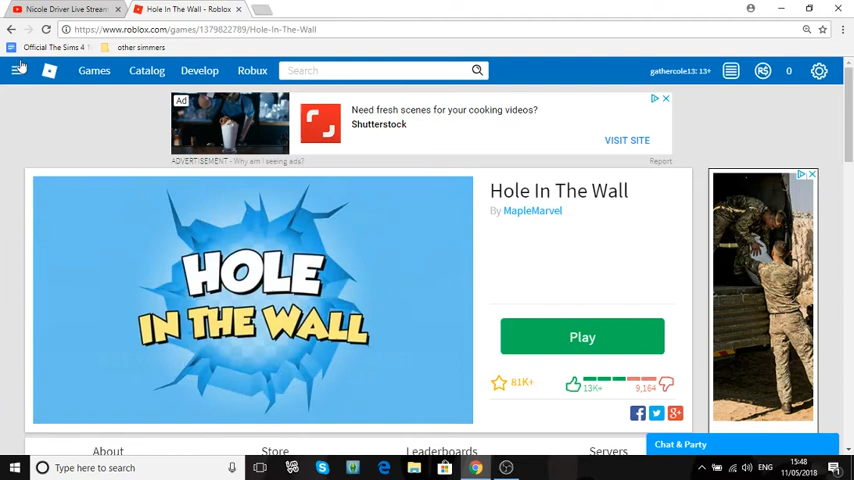 Nicole Driver Live Stream
Hole In The Wall - Roblox
https://www.roblox.com/games/1379822789/Hole-In-The-Wall
Official The Sims 4
other simmers
Games
Catalog
Develop
Robux
Search
gathercole13: 13+
R$
0
Ad
Need fresh scenes for your cooking videos?
Shutterstock
VISIT SITE
ADVERTISEMENT - Why am I seeing ads?
Report
HOLE
IN THE WALL
Hole In The Wall
By MapleMarvel
Play
81K+
13K+
9,164
About
Store
Leaderboards
Servers
Chat & Party
Type here to search
ENG
15:48
11/05/2018